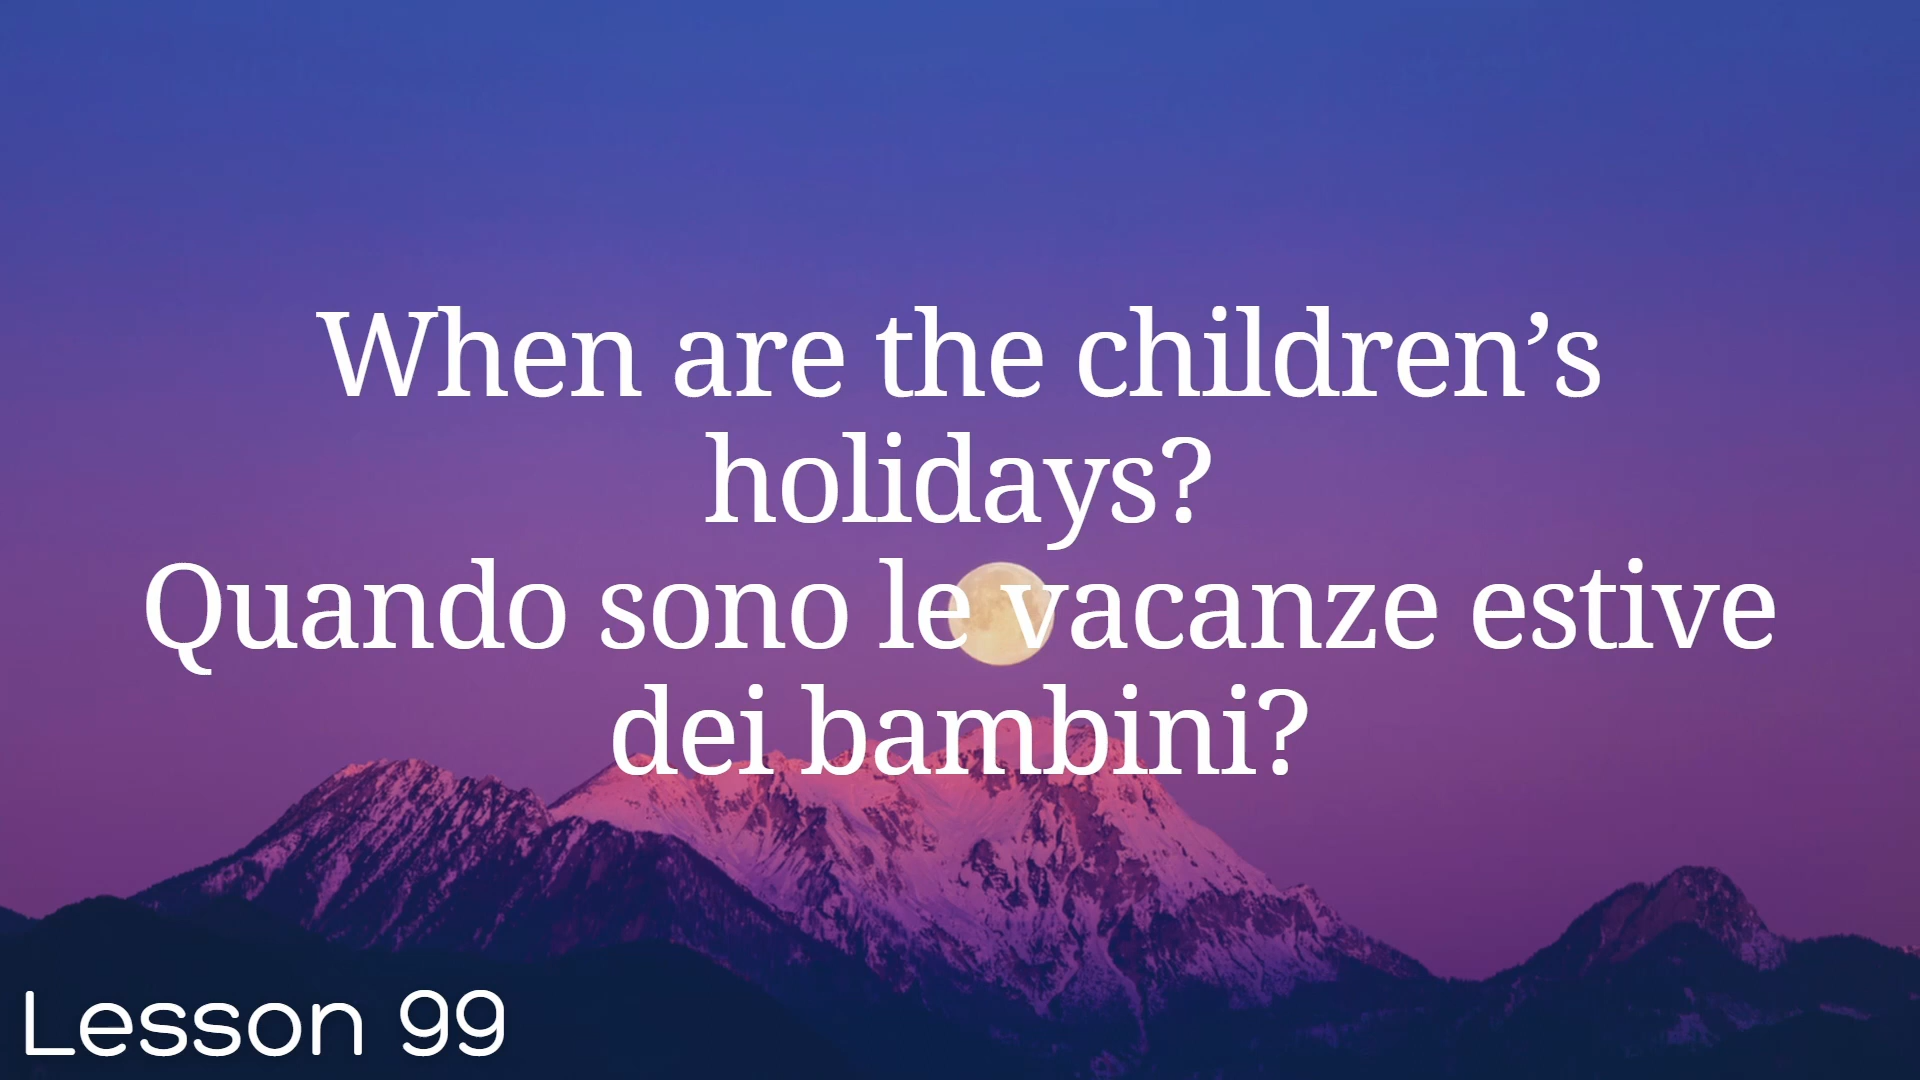 When are the children’s
holidays?
Quando sono le vacanze estive
dei bambini?
Lesson 99